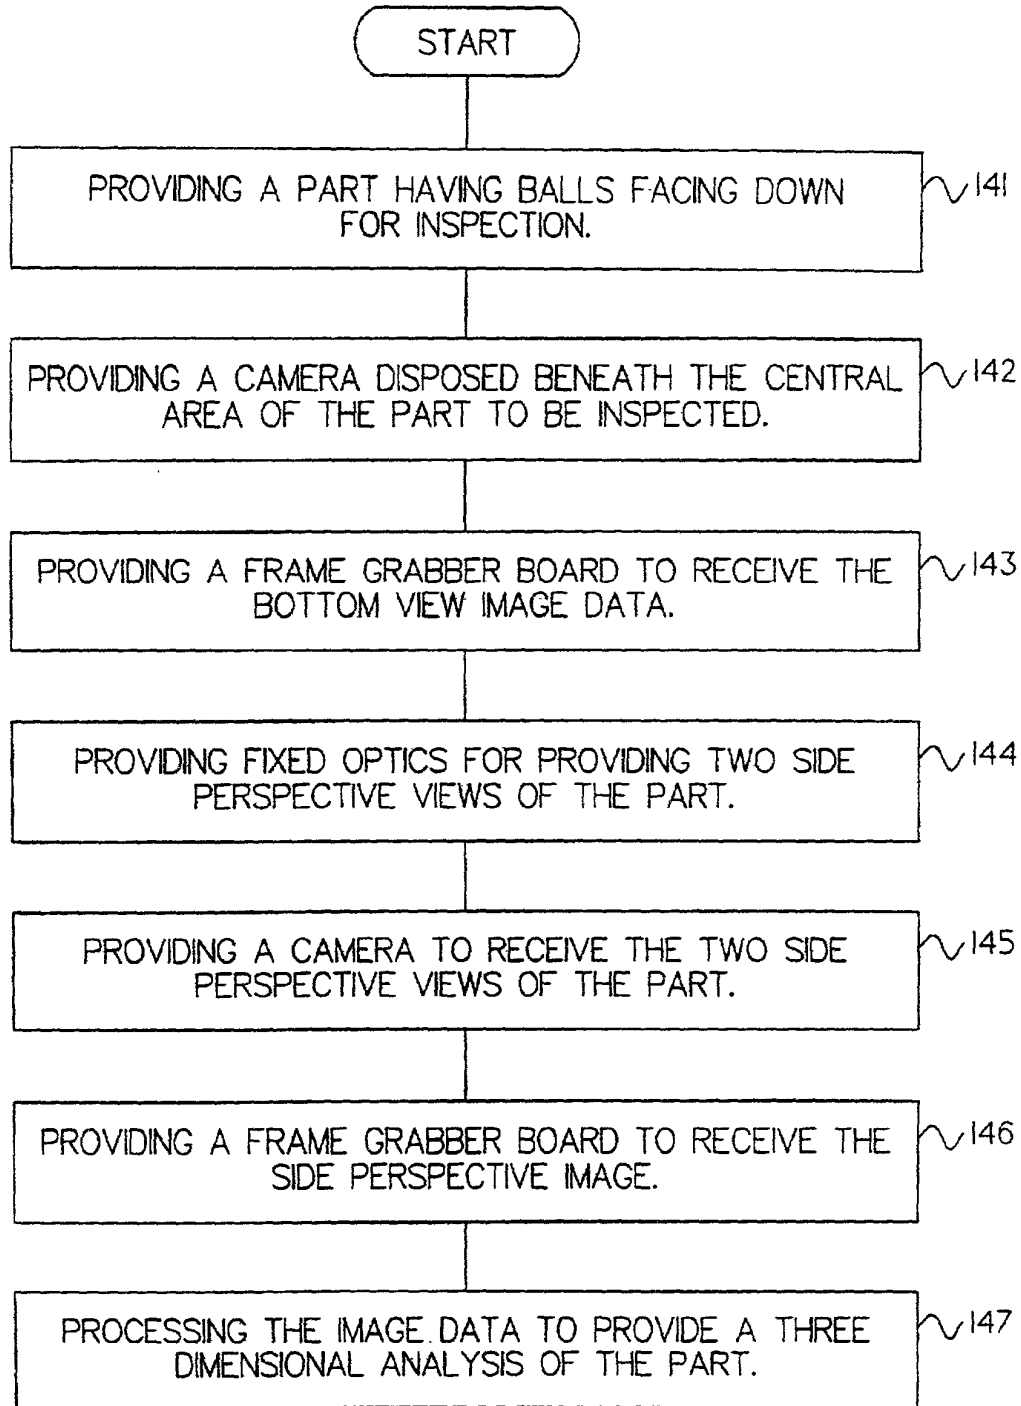 START
PROVIDING A PART HAVING BALLS FACING DOWN
FOR INSPECTION.
141
PROVIDING A CAMERA DISPOSED BENEATH THE CENTRAL
AREA OF THE PART TO BE INSPECTED.
142
PROVIDING A FRAME GRABBER BOARD TO RECEIVE THE
BOTTOM VIEW IMAGE DATA.
143
PROVIDING FIXED OPTICS FOR PROVIDING TWO SIDE
PERSPECTIVE VIEWS OF THE PART.
144
PROVIDING A CAMERA TO RECEIVE THE TWO SIDE
PERSPECTIVE VIEWS OF THE PART.
145
PROVIDING A FRAME GRABBER BOARD TO RECEIVE THE
SIDE PERSPECTIVE IMAGE.
146
PROCESSING THE IMAGE DATA TO PROVIDE A THREE
DIMENSIONAL ANALYSIS OF THE PART.
147